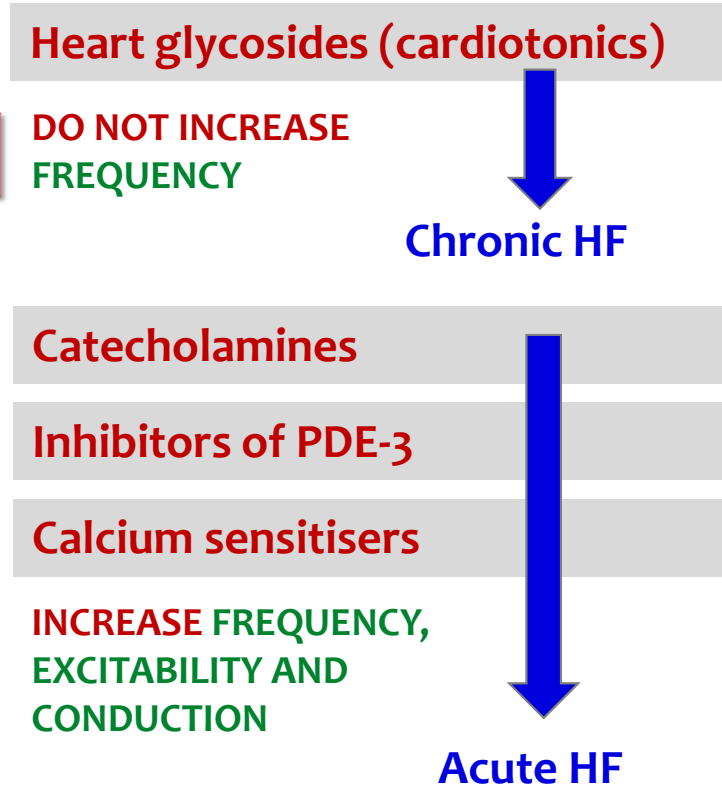 Heart glycosides (cardiotonics)
DO NOT INCREASE
FREQUENCY
Chronic HF
Catecholamines
Inhibitors of PDE-3
Calcium sensitisers
INCREASE FREQUENCY,
EXCITABILITY AND
CONDUCTION
Acute HF